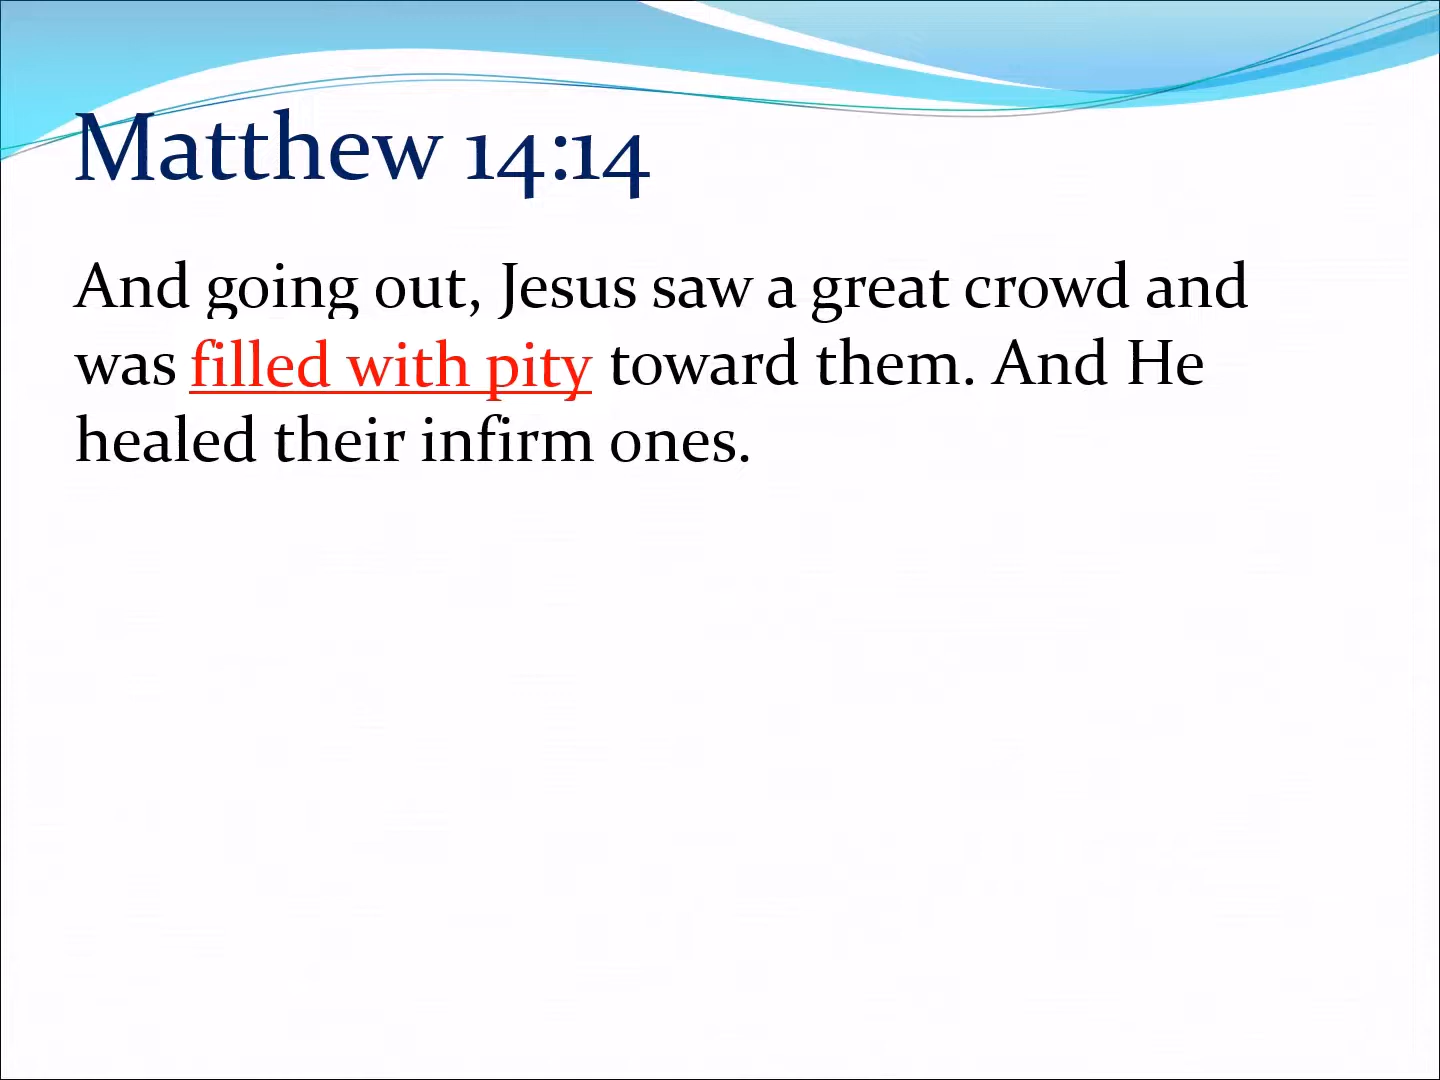 Matthew 14:14
And going out, Jesus saw a great crowd and
was filled with pity toward them. And He
healed their infirm ones.